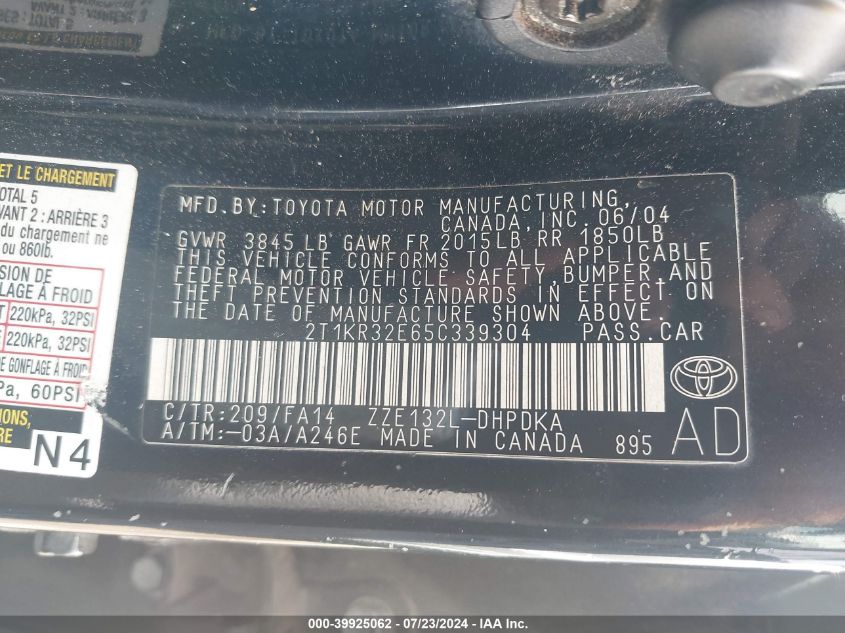 ET LE CHARGEMENT
TOTAL 5
AVANT 2 : ARRIÈRE 3
du chargement ne
ou 860lb.
220kPa, 32PSI
220kPa, 32PSI
DE GONFLAGE À FROID
60PSI
N4
MFD.BY:TOYOTA MOTOR MANUFACTURING,
CANADA,INC. 06/04
GVWR 3845 LB GAWR FR 2015LB RR 1850LB
THIS VEHICLE CONFORMS TO ALL APPLICABLE
FEDERAL MOTOR VEHICLE SAFETY,BUMPER,AND
THEFT PREVENTION STANDARDS IN EFFECT ON
THE DATE OF MANUFACTURE SHOWN ABOVE.
2T1KR32E65C339304 PASS.CAR
C/TR:209/FA14 ZZE132L-DHPDKA
A/TM:-03A/A246E MADE IN CANADA 895
AD
000-39925062 - 07/23/2024 - IAA, Inc.